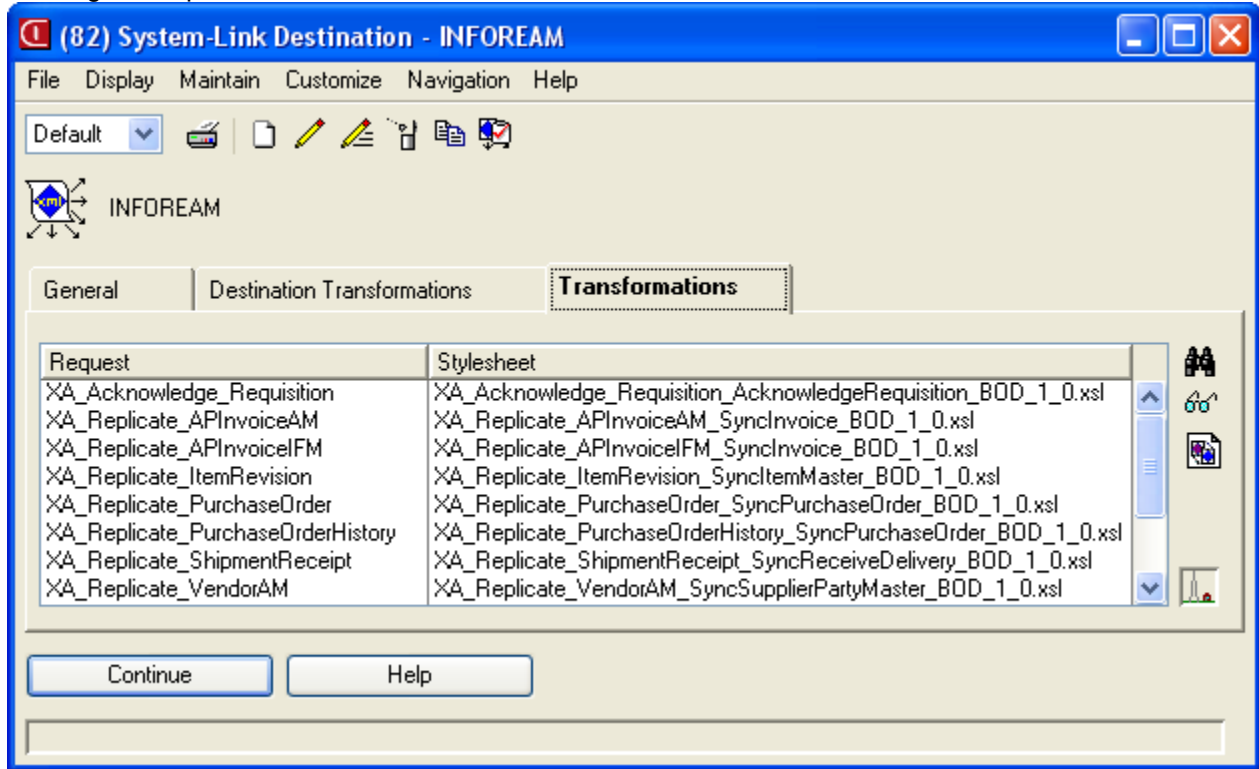 (82) System-Link Destination - INFOREAM
File Display Maintain Customize Navigation Help
Default
xml INFOREAM
General Destination Transformations Transformations
Request Stylesheet
XA_Acknowledge_Requisition XA_Acknowledge_Requisition_AcknowledgeRequisition_BOD_1_0.xsl
XA_Replicate_APInvoiceAM XA_Replicate_APInvoiceAM_SyncInvoice_BOD_1_0.xsl
XA_Replicate_APInvoiceIFM XA_Replicate_APInvoiceIFM_SyncInvoice_BOD_1_0.xsl
XA_Replicate_ItemRevision XA_Replicate_ItemRevision_SyncItemMaster_BOD_1_0.xsl
XA_Replicate_PurchaseOrder XA_Replicate_PurchaseOrder_SyncPurchaseOrder_BOD_1_0.xsl
XA_Replicate_PurchaseOrderHistory XA_Replicate_PurchaseOrderHistory_SyncPurchaseOrder_BOD_1_0.xsl
XA_Replicate_ShipmentReceipt XA_Replicate_ShipmentReceipt_SyncReceiveDelivery_BOD_1_0.xsl
XA_Replicate_VendorAM XA_Replicate_VendorAM_SyncSupplierPartyMaster_BOD_1_0.xsl
Continue Help